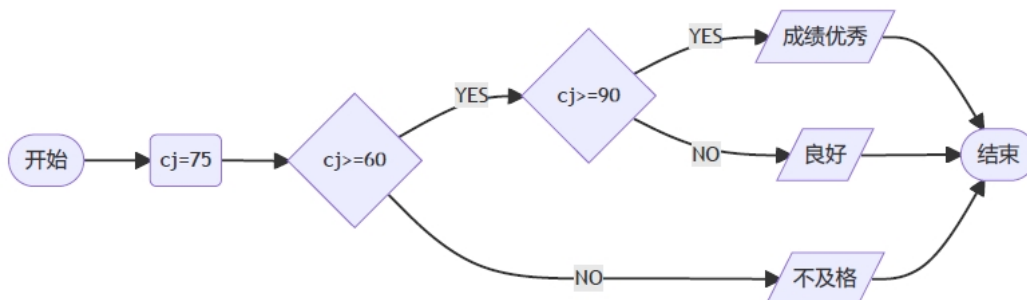 开始
cj=75
cj>=60
YES
cj>=90
YES
成绩优秀
NO
良好
NO
不及格
结束